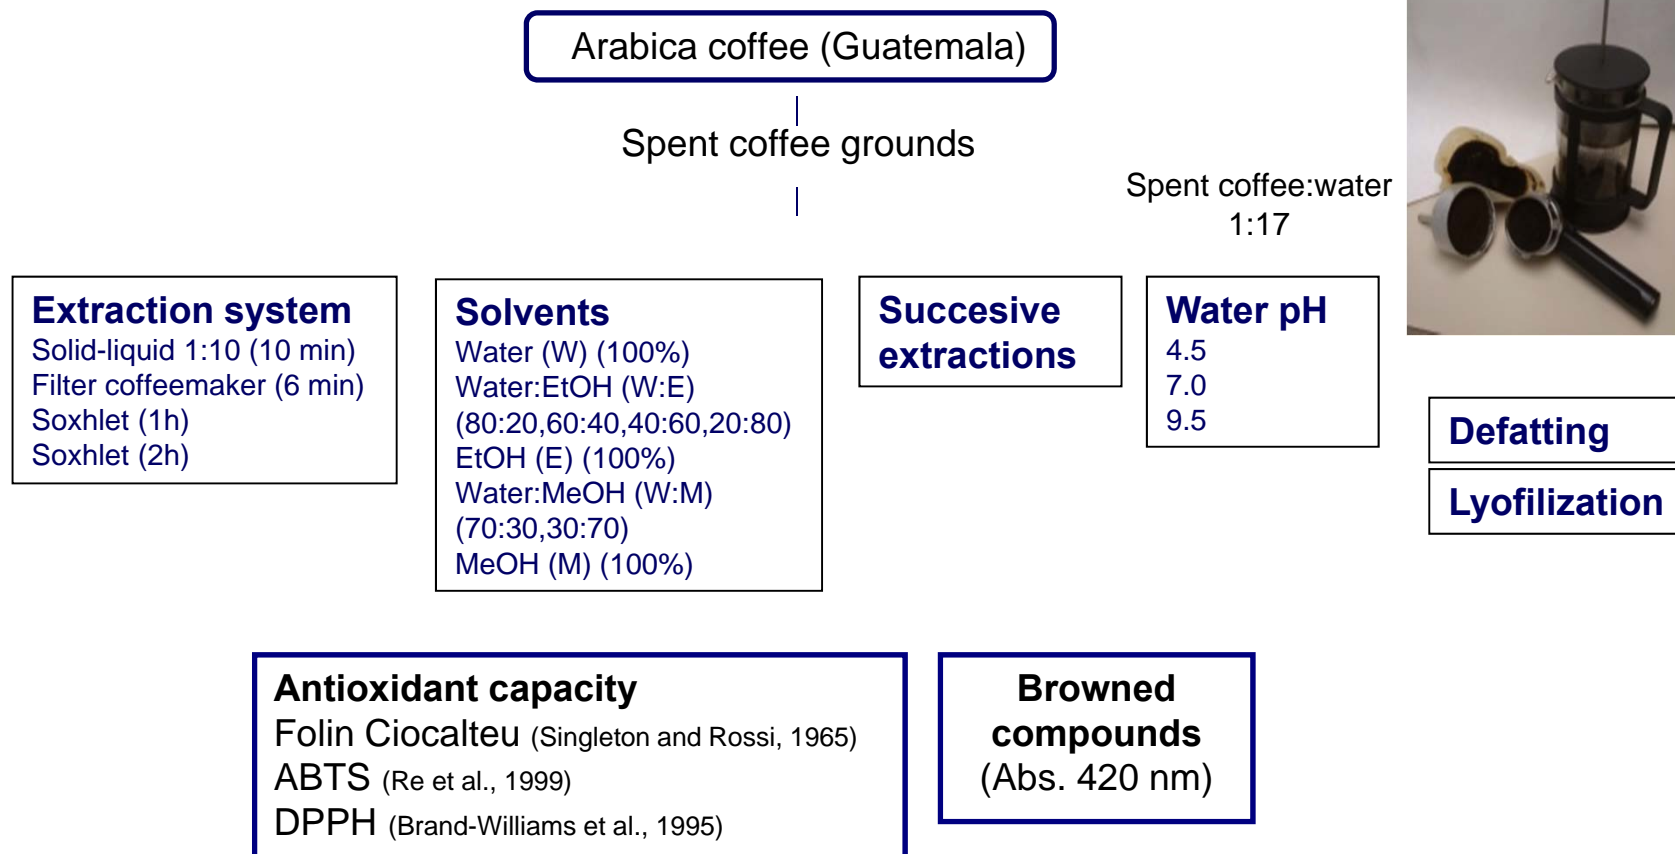 Arabica coffee (Guatemala)
Spent coffee grounds
Spent coffee:water
1:17
Extraction system
Solid-liquid 1:10 (10 min)
Filter coffeemaker (6 min)
Soxhlet (1h)
Soxhlet (2h)
Solvents
Water (W) (100%)
Water:EtOH (W:E)
(80:20,60:40,40:60,20:80)
EtOH (E) (100%)
Water:MeOH (W:M)
(70:30,30:70)
MeOH (M) (100%)
Succesive
extractions
Water pH
4.5
7.0
9.5
Defatting
Lyofilization
Antioxidant capacity
Folin Ciocalteu (Singleton and Rossi, 1965)
ABTS (Re et al., 1999)
DPPH (Brand-Williams et al., 1995)
Browned
compounds
(Abs. 420 nm)